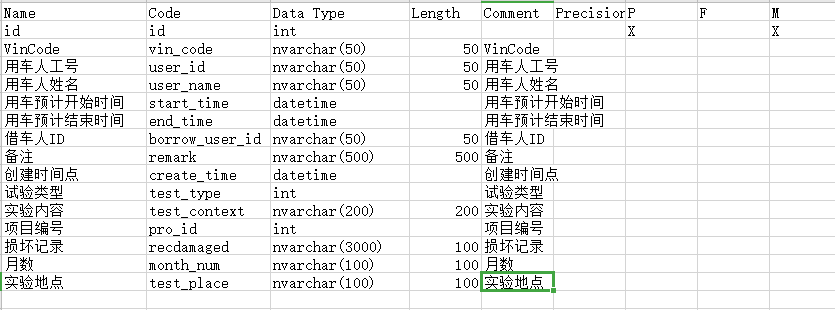 Name Code Data Type Length Comment Precision P F M
id id int X X
VinCode vin_code nvarchar(50) 50 VinCode
用车人工号 user_id nvarchar(50) 50 用车人工号
用车人姓名 user_name nvarchar(50) 50 用车人姓名
用车预计开始时间 start_time datetime 用车预计开始时间
用车预计结束时间 end_time datetime 用车预计结束时间
借车人ID borrow_user_id nvarchar(50) 50 借车人ID
备注 remark nvarchar(500) 500 备注
创建时间点 create_time datetime 创建时间点
试验类型 test_type int 试验类型
实验内容 test_context nvarchar(200) 200 实验内容
项目编号 pro_id int 项目编号
损坏记录 recdamaged nvarchar(3000) 100 损坏记录
月数 month_num nvarchar(100) 100 月数
实验地点 test_place nvarchar(100) 100 实验地点